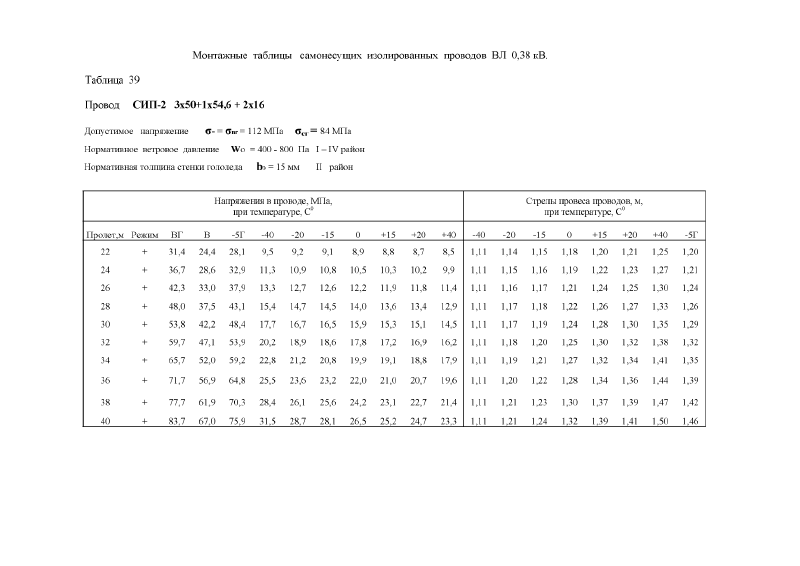 Монтажные таблицы самонесущих изолированных проводов ВЛ 0,38 кВ.
Таблица 39
Провод СИП-2 3х50+1х54,6 + 2х16
Допустимое напряжение σ- = σнг = 112 МПа σсг = 84 МПа
Нормативное ветровое давление Wo = 400 - 800 Па I – IV район
Нормативная толщина стенки гололеда bэ = 15 мм II район
Напряжения в проводе, МПа, при температуре, С0 Стрелы провеса проводов, м, при температуре, С0
Пролет,м Режим ВГ В -5Г -40 -20 -15 0 +15 +20 +40 -40 -20 -15 0 +15 +20 +40 -5Г
22 + 31,4 24,4 28,1 9,5 9,2 9,1 8,9 8,8 8,7 8,5 1,11 1,14 1,15 1,18 1,20 1,21 1,25 1,20
24 + 36,7 28,6 32,9 11,3 10,9 10,8 10,5 10,3 10,2 9,9 1,11 1,15 1,16 1,19 1,22 1,23 1,27 1,21
26 + 42,3 33,0 37,9 13,3 12,7 12,6 12,2 11,9 11,8 11,4 1,11 1,16 1,17 1,21 1,24 1,25 1,30 1,24
28 + 48,0 37,5 43,1 15,4 14,7 14,5 14,0 13,6 13,4 12,9 1,11 1,17 1,18 1,22 1,26 1,27 1,33 1,26
30 + 53,8 42,2 48,4 17,7 16,7 16,5 15,9 15,3 15,1 14,5 1,11 1,17 1,19 1,24 1,28 1,30 1,35 1,29
32 + 59,7 47,1 53,9 20,2 18,9 18,6 17,8 17,2 16,9 16,2 1,11 1,18 1,20 1,25 1,30 1,32 1,38 1,32
34 + 65,7 52,0 59,2 22,8 21,2 20,8 19,9 19,1 18,8 17,9 1,11 1,19 1,21 1,27 1,32 1,34 1,41 1,35
36 + 71,7 56,9 64,8 25,5 23,6 23,2 22,0 21,0 20,7 19,6 1,11 1,20 1,22 1,28 1,34 1,36 1,44 1,39
38 + 77,7 61,9 70,3 28,4 26,1 25,6 24,2 23,1 22,7 21,4 1,11 1,21 1,23 1,30 1,37 1,39 1,47 1,42
40 + 83,7 67,0 75,9 31,5 28,7 28,1 26,5 25,2 24,7 23,3 1,11 1,21 1,24 1,32 1,39 1,41 1,50 1,46